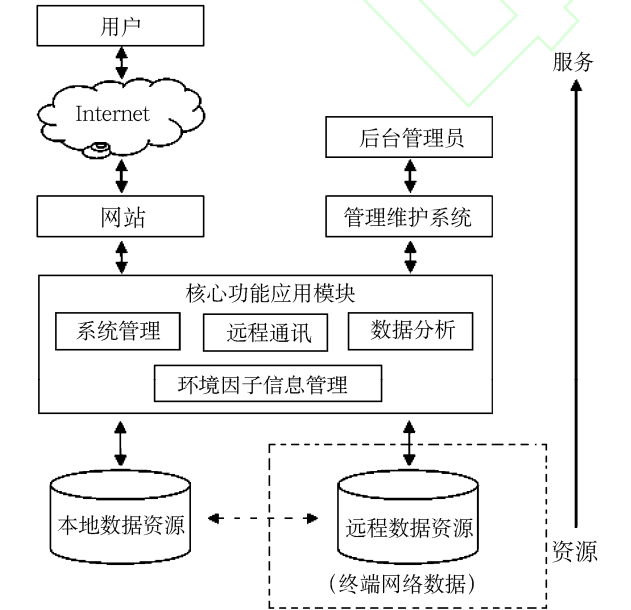 用户
服务
Internet
后台管理员
网站
管理维护系统
核心功能应用模块
系统管理
远程通讯
数据分析
环境因子信息管理
本地数据资源
远程数据资源
资源
（终端网络数据）